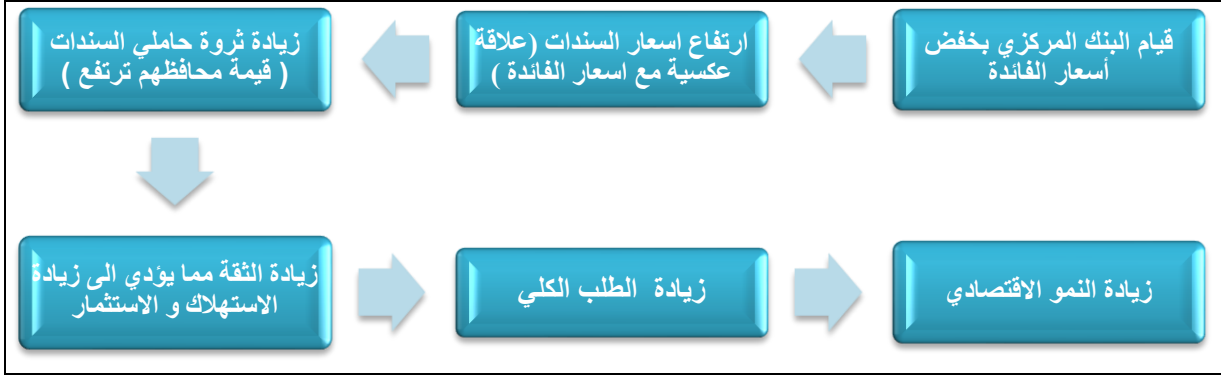 قيام البنك المركزي بخفض
أسعار الفائدة
ارتفاع اسعار السندات (علاقة
عكسية مع اسعار الفائدة )
زيادة ثروة حاملي السندات
( قيمة محافظهم ترتفع )
زيادة الثقة مما يؤدي الى زيادة
الاستهلاك و الاستثمار
زيادة الطلب الكلي
زيادة النمو الاقتصادي